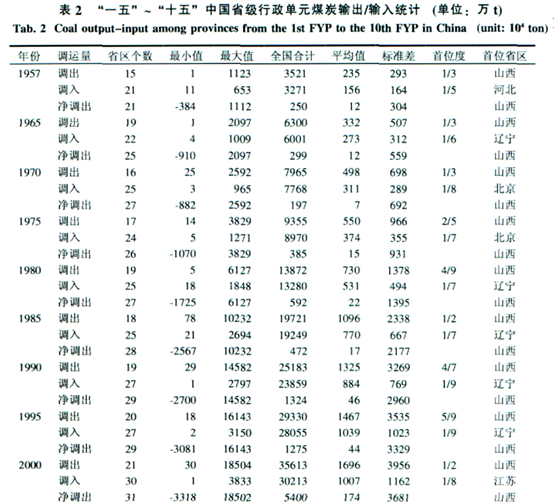 表 2 “一五”~“十五”中国省级行政单元煤炭输出/输入统计 (单位: 万 t)
Tab. 2 Coal output-input among provinces from the 1st FYP to the 10th FYP in China (unit: 10⁴ ton)
年份 调运量 省区个数 最小值 最大值 全国合计 平均值 标准差 首位度 首位省区
1957 调出 15 1 1123 3521 235 293 1/3 山西
调入 21 11 653 3271 156 164 1/5 河北
净调出 21 -384 1112 250 12 304 山西
1965 调出 19 1 2097 6300 332 507 1/3 山西
调入 22 4 1009 6001 273 312 1/6 辽宁
净调出 25 -910 2097 299 12 559 山西
1970 调出 16 25 2592 7965 498 698 1/3 山西
调入 25 3 965 7768 311 289 1/8 北京
净调出 27 -882 2592 197 7 692 山西
1975 调出 17 14 3829 9355 550 966 2/5 山西
调入 24 5 1271 8970 374 355 1/7 北京
净调出 26 -1070 3829 385 15 931 山西
1980 调出 19 5 6127 13872 730 1378 4/9 山西
调入 25 18 1848 13280 531 494 1/7 辽宁
净调出 27 -1725 6127 592 22 1395 山西
1985 调出 18 78 10232 19721 1096 2338 1/2 山西
调入 25 21 2694 19249 770 667 1/7 辽宁
净调出 28 -2567 10232 472 17 2177 山西
1990 调出 19 29 14582 25183 1325 3269 4/7 山西
调入 27 1 2797 23859 884 769 1/9 辽宁
净调出 29 -2700 14582 1324 46 2960 山西
1995 调出 20 18 16143 29330 1467 3535 5/9 山西
调入 27 2 3150 28055 1039 1023 1/9 辽宁
净调出 29 -3081 16143 1275 44 3329 山西
2000 调出 21 30 18504 35613 1696 3956 1/2 山西
调入 30 1 3833 30213 1007 1162 1/8 江苏
净调出 31 -3318 18502 5400 174 3681 山西